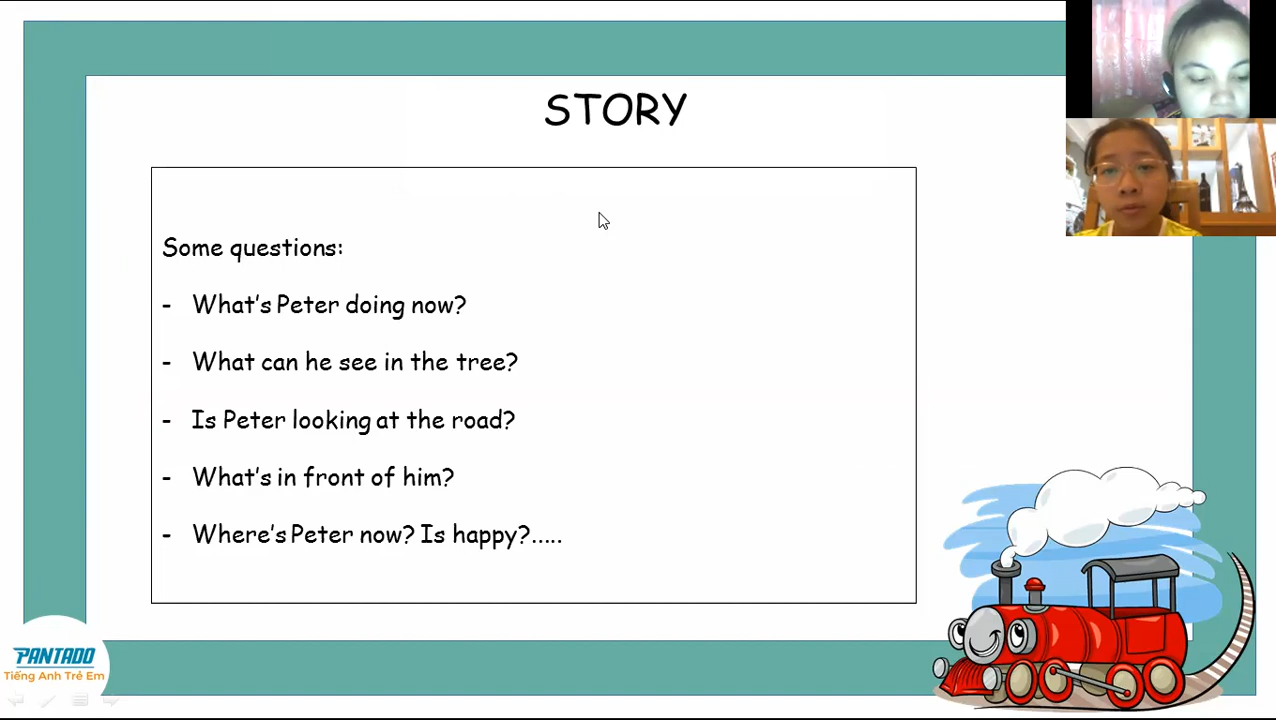 STORY
Some questions:
- What's Peter doing now?
- What can he see in the tree?
- Is Peter looking at the road?
- What's in front of him?
- Where's Peter now? Is happy?.....
PANTADO
Tiếng Anh Trẻ Em